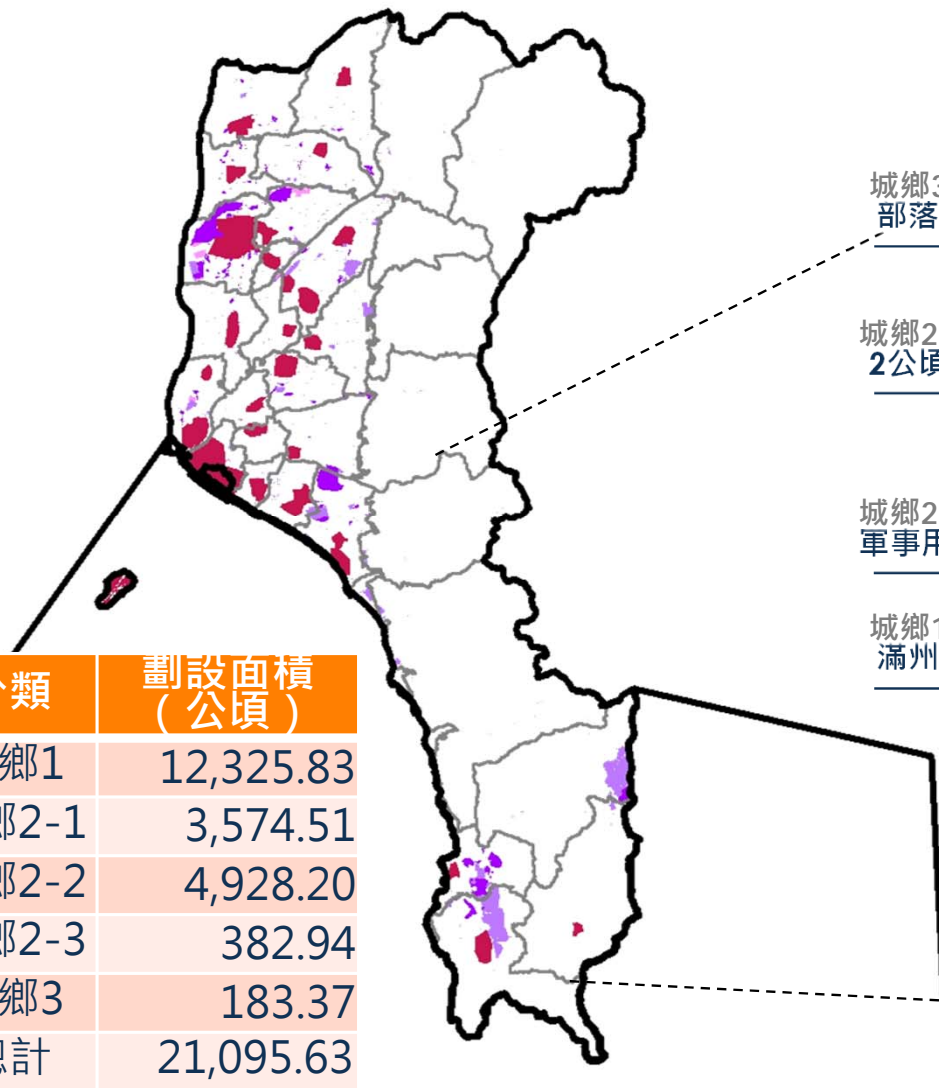 城鄉3
部落
城鄉2
2公頃
城鄉2
軍事用
城鄉1
滿州
類 劃設面積
(公頃)
鄉1 12,325.83
鄉2-1 3,574.51
鄉2-2 4,928.20
鄉2-3 382.94
鄉3 183.37
總計 21,095.63